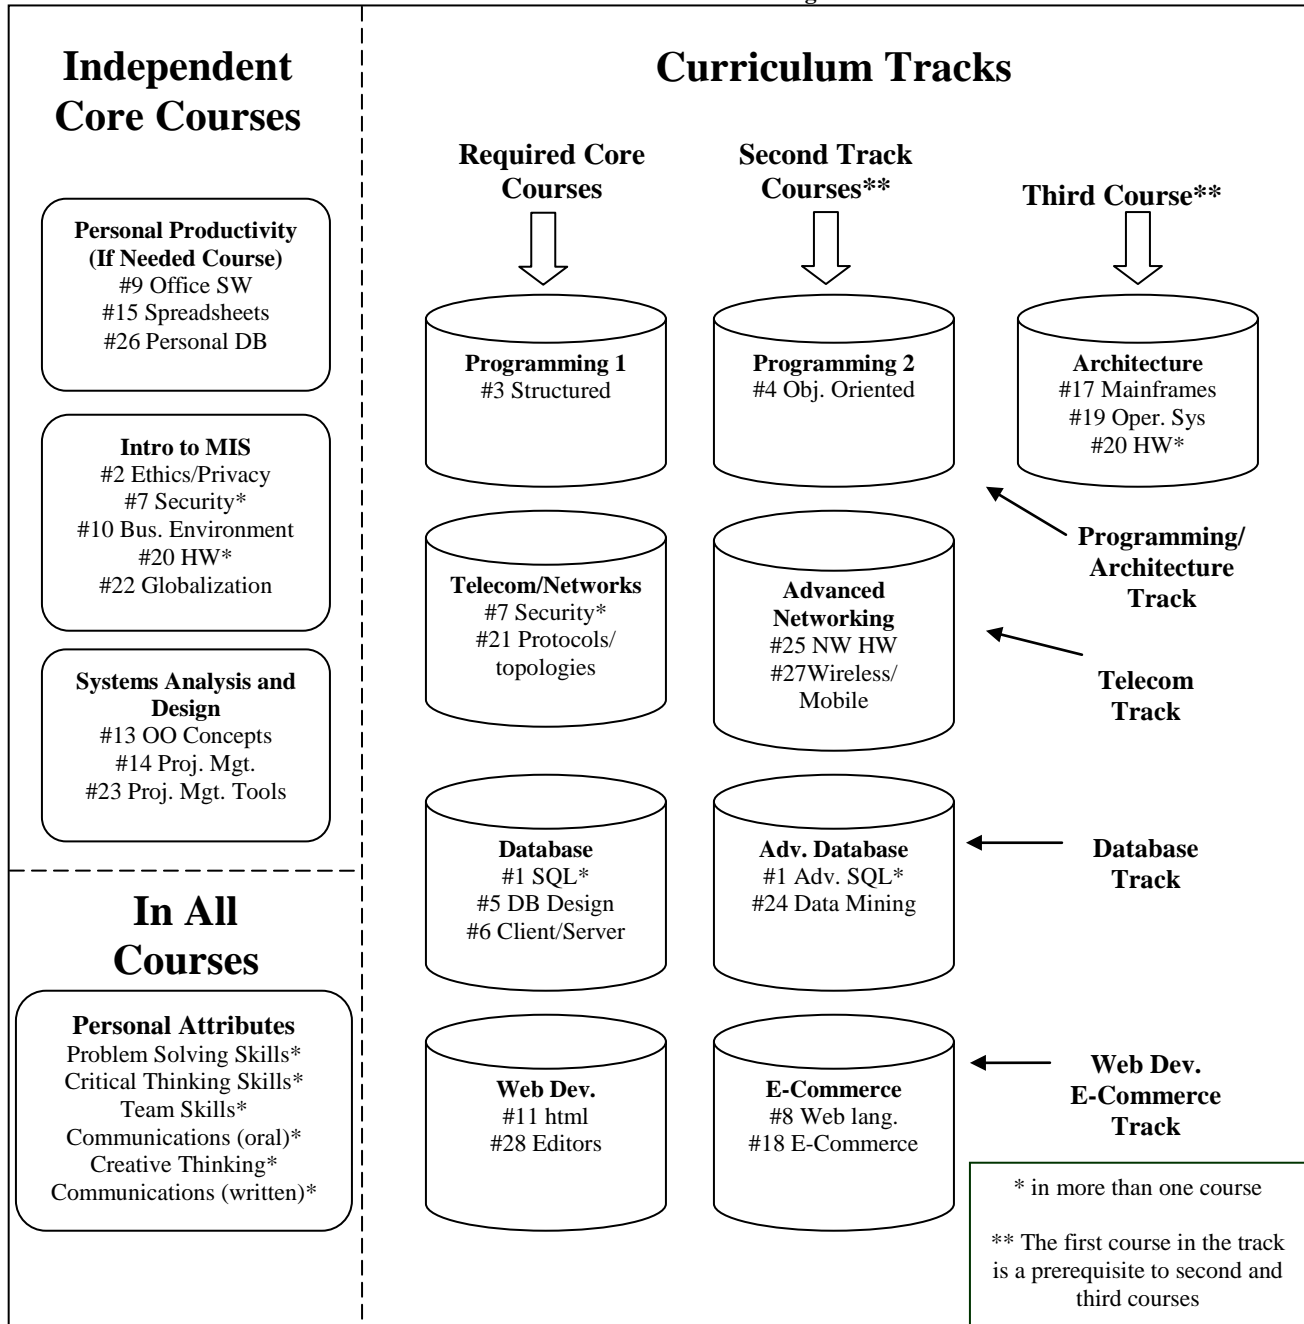 Independent
Core Courses
Personal Productivity
(If Needed Course)
#9 Office SW
#15 Spreadsheets
#26 Personal DB
Intro to MIS
#2 Ethics/Privacy
#7 Security*
#10 Bus. Environment
#20 HW*
#22 Globalization
Systems Analysis and
Design
#13 OO Concepts
#14 Proj. Mgt.
#23 Proj. Mgt. Tools
In All
Courses
Personal Attributes
Problem Solving Skills*
Critical Thinking Skills*
Team Skills*
Communications (oral)*
Creative Thinking*
Communications (written)*
Curriculum Tracks
Required Core
Courses
Second Track
Courses**
Third Course**
Programming 1
#3 Structured
Programming 2
#4 Obj. Oriented
Architecture
#17 Mainframes
#19 Oper. Sys
#20 HW*
Programming/
Architecture
Track
Telecom/Networks
#7 Security*
#21 Protocols/
topologies
Advanced
Networking
#25 NW HW
#27Wireless/
Mobile
Telecom
Track
Database
#1 SQL*
#5 DB Design
#6 Client/Server
Adv. Database
#1 Adv. SQL*
#24 Data Mining
Database
Track
Web Dev.
#11 html
#28 Editors
E-Commerce
#8 Web lang.
#18 E-Commerce
Web Dev.
E-Commerce
Track
* in more than one course
** The first course in the track
is a prerequisite to second and
third courses